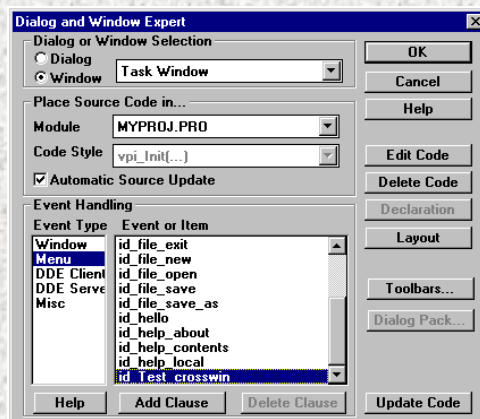 Dialog and Window Expert
Dialog or Window Selection
Dialog
Window
Task Window
Place Source Code in...
Module
MYPROJ.PRO
Code Style
vpi_Init(...)
Automatic Source Update
Event Handling
Event Type
Event or Item
Window
Menu
DDE Client
DDE Serve
Misc
id_file_exit
id_file_new
id_file_open
id_file_save
id_file_save_as
id_hello
id_help_about
id_help_contents
id_help_local
id_Test_crosswin
Help
Add Clause
Delete Clause
OK
Cancel
Help
Edit Code
Delete Code
Declaration
Layout
Toolbars...
Dialog Pack...
Update Code